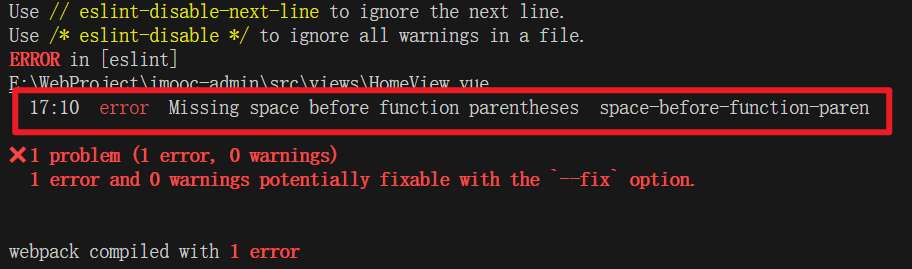 Use // eslint-disable-next-line to ignore the next line.
Use /* eslint-disable */ to ignore all warnings in a file.
ERROR in [eslint]
F:\WebProject\imooc-admin\src\views\HomeView.vue
17:10 error Missing space before function parentheses space-before-function-paren
❌1 problem (1 error, 0 warnings)
1 error and 0 warnings potentially fixable with the `--fix` option.
webpack compiled with 1 error